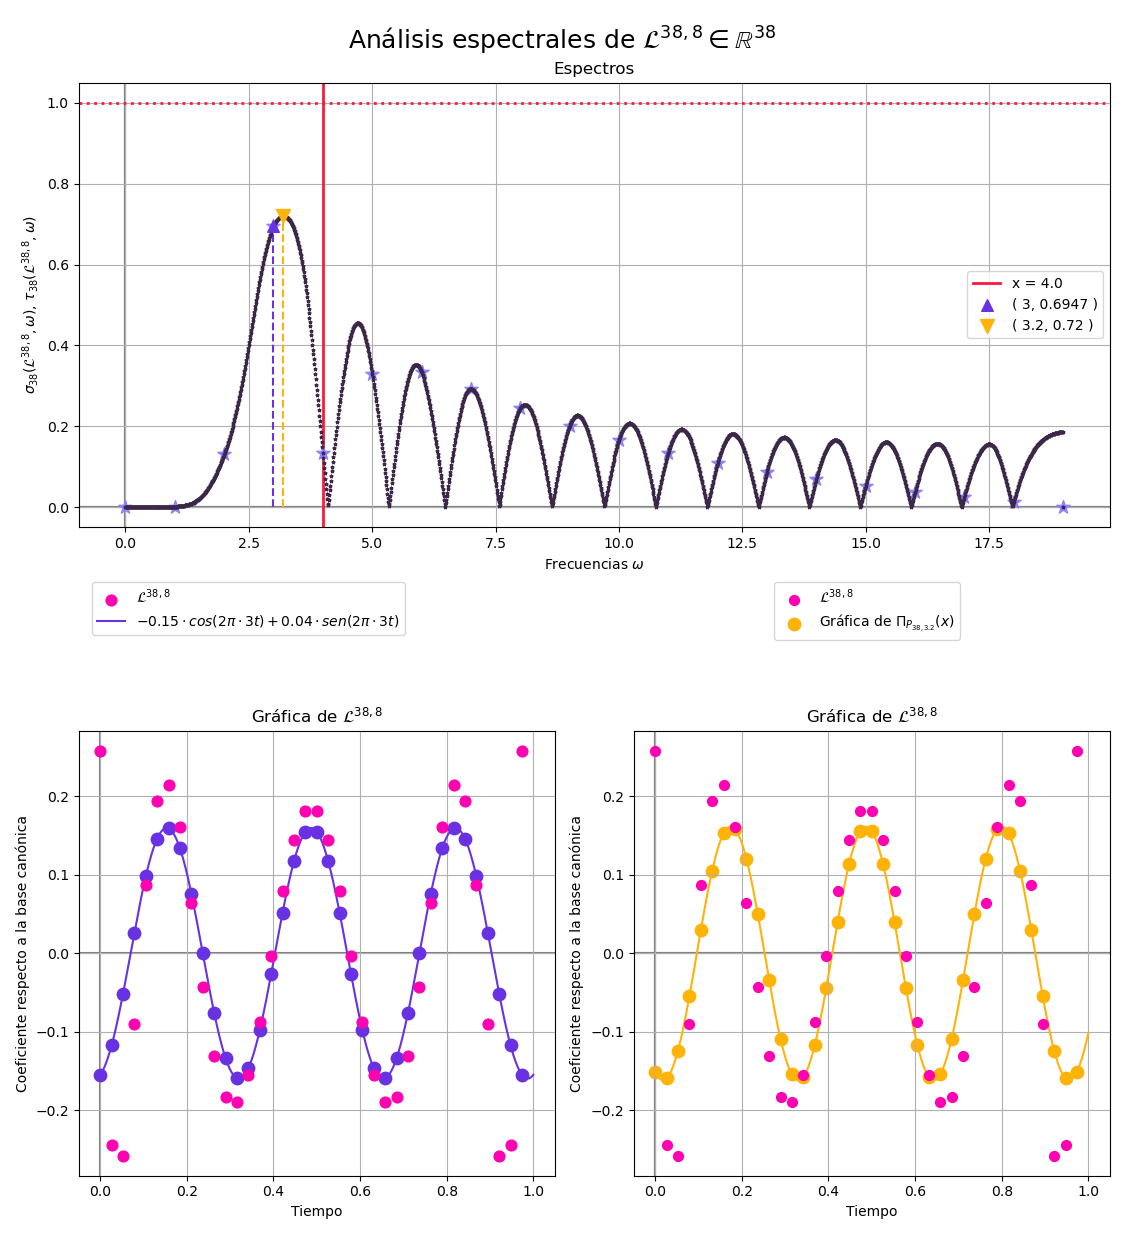 Análisis espectrales de 𝓛^{38,8} ∈ ℝ^{38}
Espectros
σ_{38}(𝓛^{38,8}, ω), τ_{38}(𝓛^{38,8}, ω)
1.0
0.8
0.6
0.4
0.2
0.0
x = 4.0
( 3, 0.6947 )
( 3.2, 0.72 )
0.0 2.5 5.0 7.5 10.0 12.5 15.0 17.5
Frecuencias ω
𝓛^{38,8}
−0.15 · cos(2π · 3t) + 0.04 · sen(2π · 3t)
𝓛^{38,8}
Gráfica de Π_{P_{38,3.2}}(x)
Gráfica de 𝓛^{38,8}
Coeficiente respecto a la base canónica
0.2
0.1
0.0
−0.1
−0.2
0.0 0.2 0.4 0.6 0.8 1.0
Tiempo
Gráfica de 𝓛^{38,8}
Coeficiente respecto a la base canónica
0.2
0.1
0.0
−0.1
−0.2
0.0 0.2 0.4 0.6 0.8 1.0
Tiempo